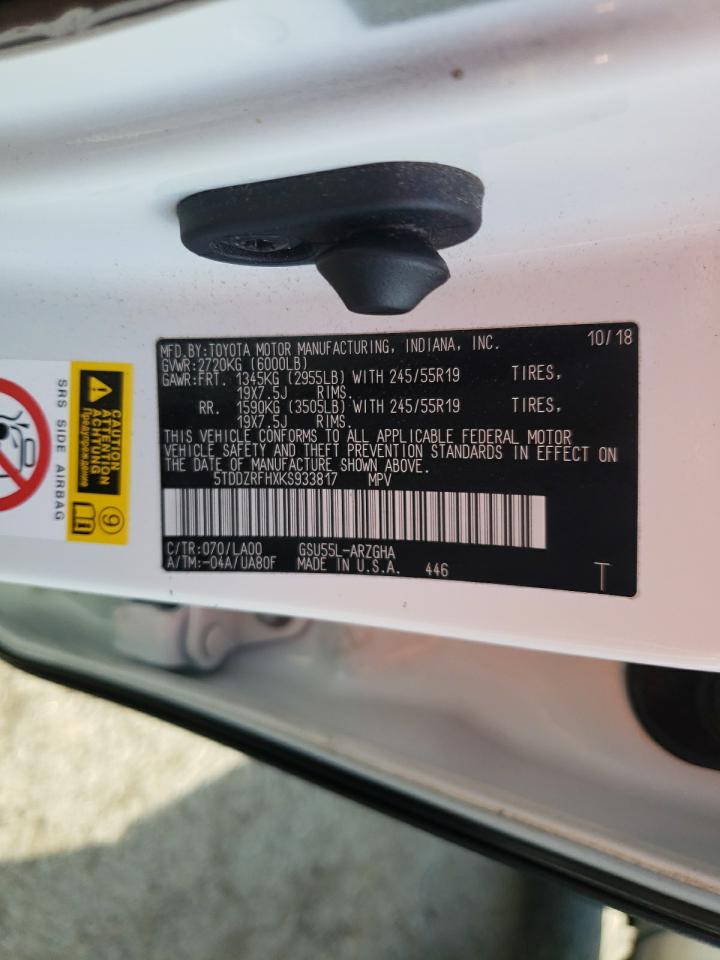 MFD.BY:TOYOTA MOTOR MANUFACTURING, INDIANA, INC. 10/18
GVWR:2720KG (6000LB)
GAWR:FRT. 1345KG (2955LB) WITH 245/55R19 TIRES,
19X7.5J RIMS.
RR. 1590KG (3505LB) WITH 245/55R19 TIRES,
19X7.5J RIMS.
THIS VEHICLE CONFORMS TO ALL APPLICABLE FEDERAL MOTOR
VEHICLE SAFETY AND THEFT PREVENTION STANDARDS IN EFFECT ON
THE DATE OF MANUFACTURE SHOWN ABOVE.
5TDDZRFHXKS933817 MPV
C/TR:070/LA00 GSU55L-ARZGHA
A/TM:-04A/UA80F MADE IN U.S.A. 446 T
CAUTION
ATTENTION
ACHTUNG
Предупреждение
9
SRS SIDE AIRBAG